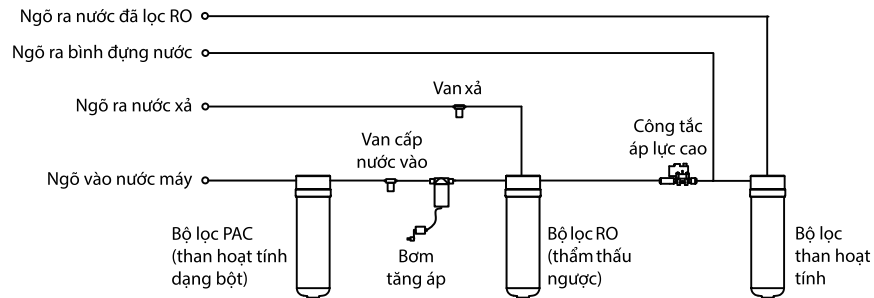 Ngõ ra nước đã lọc RO
Ngõ ra bình đựng nước
Ngõ ra nước xả
Van xả
Van cấp
nước vào
Công tắc
áp lực cao
Ngõ vào nước máy
Bộ lọc PAC
(than hoạt tính
dạng bột)
Bơm
tăng áp
Bộ lọc RO
(thẩm thấu
ngược)
Bộ lọc
than hoạt
tính